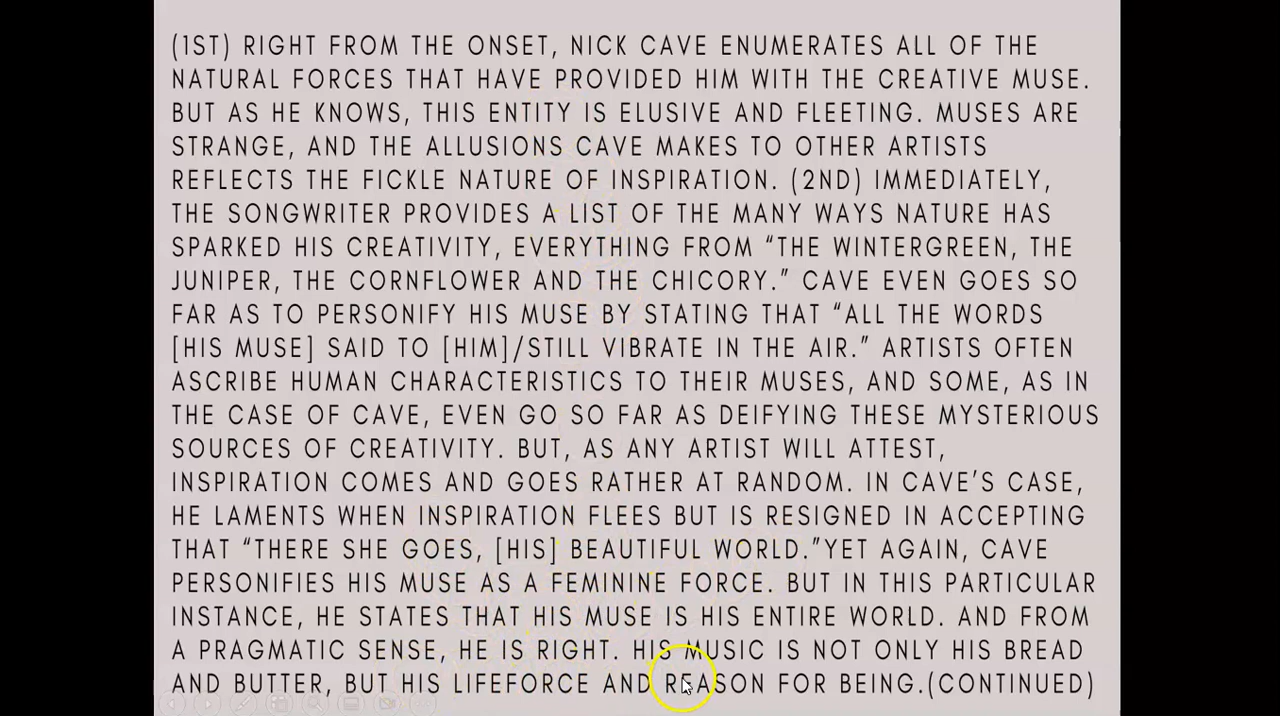 (1ST) RIGHT FROM THE ONSET, NICK CAVE ENUMERATES ALL OF THE
NATURAL FORCES THAT HAVE PROVIDED HIM WITH THE CREATIVE MUSE.
BUT AS HE KNOWS, THIS ENTITY IS ELUSIVE AND FLEETING. MUSES ARE
STRANGE, AND THE ALLUSIONS CAVE MAKES TO OTHER ARTISTS
REFLECTS THE FICKLE NATURE OF INSPIRATION. (2ND) IMMEDIATELY,
THE SONGWRITER PROVIDES A LIST OF THE MANY WAYS NATURE HAS
SPARKED HIS CREATIVITY, EVERYTHING FROM “THE WINTERGREEN, THE
JUNIPER, THE CORNFLOWER AND THE CHICORY.” CAVE EVEN GOES SO
FAR AS TO PERSONIFY HIS MUSE BY STATING THAT “ALL THE WORDS
[HIS MUSE] SAID TO [HIM]/STILL VIBRATE IN THE AIR.” ARTISTS OFTEN
ASCRIBE HUMAN CHARACTERISTICS TO THEIR MUSES, AND SOME, AS IN
THE CASE OF CAVE, EVEN GO SO FAR AS DEIFYING THESE MYSTERIOUS
SOURCES OF CREATIVITY. BUT, AS ANY ARTIST WILL ATTEST,
INSPIRATION COMES AND GOES RATHER AT RANDOM. IN CAVE’S CASE,
HE LAMENTS WHEN INSPIRATION FLEES BUT IS RESIGNED IN ACCEPTING
THAT “THERE SHE GOES, [HIS] BEAUTIFUL WORLD.”YET AGAIN, CAVE
PERSONIFIES HIS MUSE AS A FEMININE FORCE. BUT IN THIS PARTICULAR
INSTANCE, HE STATES THAT HIS MUSE IS HIS ENTIRE WORLD. AND FROM
A PRAGMATIC SENSE, HE IS RIGHT. HIS MUSIC IS NOT ONLY HIS BREAD
AND BUTTER, BUT HIS LIFEFORCE AND REASON FOR BEING.(CONTINUED)